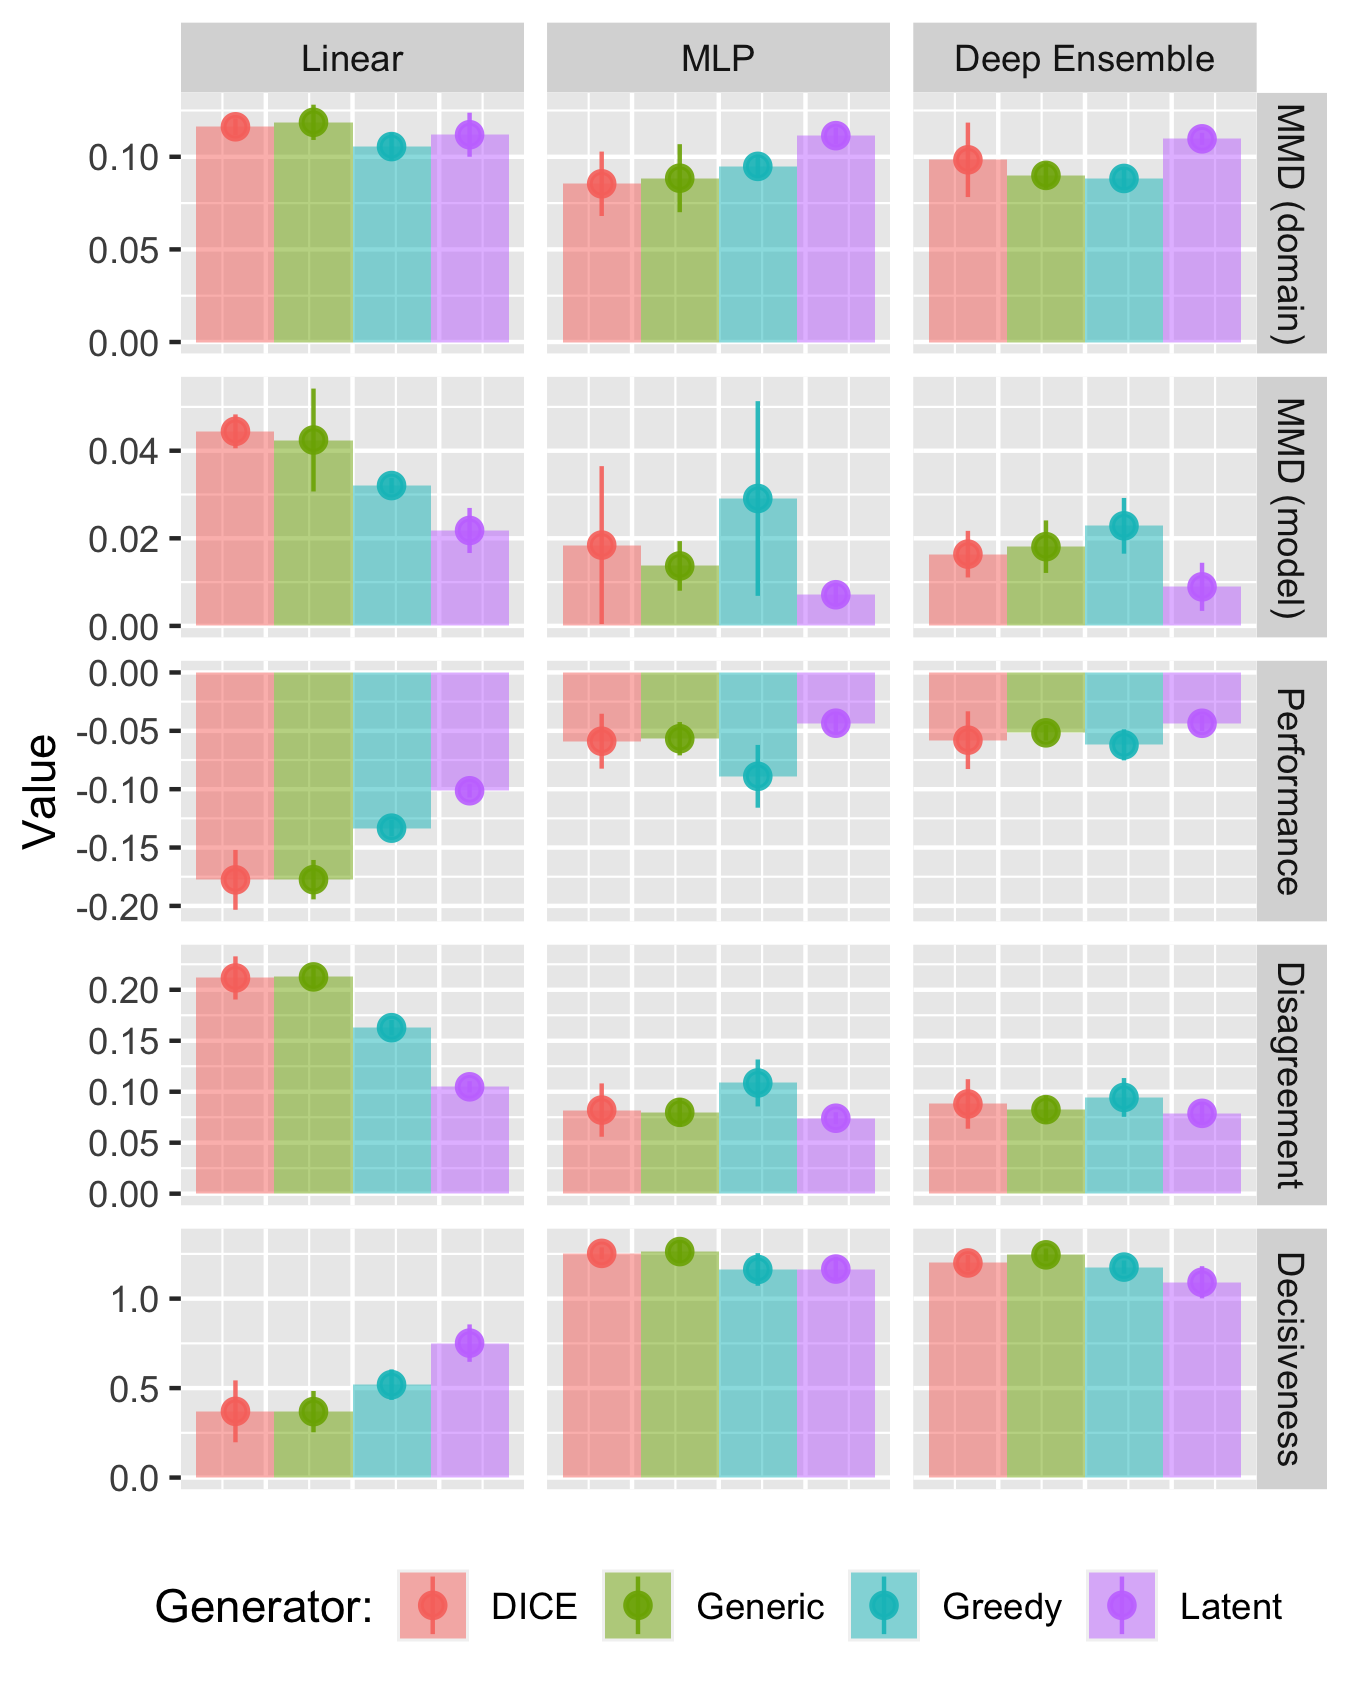 Linear
MLP
Deep Ensemble
0.10
0.05
0.00
MMD (domain)
0.04
0.02
0.00
MMD (model)
Value
0.00
-0.05
-0.10
-0.15
-0.20
Performance
0.20
0.15
0.10
0.05
0.00
Disagreement
1.0
0.5
0.0
Decisiveness
Generator: DICE Generic Greedy Latent